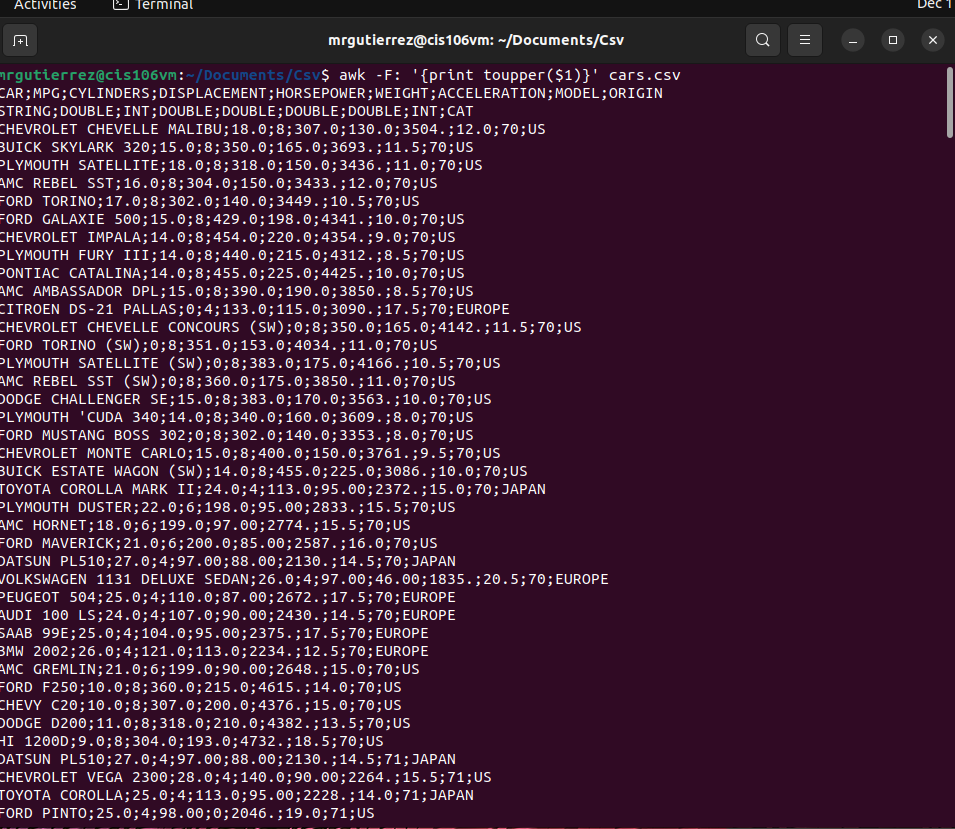 Activities Terminal Dec 1
mrgutierrez@cis106vm: ~/Documents/Csv
mrgutierrez@cis106vm:~/Documents/Csv$ awk -F: '{print toupper($1)}' cars.csv
CAR;MPG;CYLINDERS;DISPLACEMENT;HORSEPOWER;WEIGHT;ACCELERATION;MODEL;ORIGIN
STRING;DOUBLE;INT;DOUBLE;DOUBLE;DOUBLE;DOUBLE;INT;CAT
CHEVROLET CHEVELLE MALIBU;18.0;8;307.0;130.0;3504.;12.0;70;US
BUICK SKYLARK 320;15.0;8;350.0;165.0;3693.;11.5;70;US
PLYMOUTH SATELLITE;18.0;8;318.0;150.0;3436.;11.0;70;US
AMC REBEL SST;16.0;8;304.0;150.0;3433.;12.0;70;US
FORD TORINO;17.0;8;302.0;140.0;3449.;10.5;70;US
FORD GALAXIE 500;15.0;8;429.0;198.0;4341.;10.0;70;US
CHEVROLET IMPALA;14.0;8;454.0;220.0;4354.;9.0;70;US
PLYMOUTH FURY III;14.0;8;440.0;215.0;4312.;8.5;70;US
PONTIAC CATALINA;14.0;8;455.0;225.0;4425.;10.0;70;US
AMC AMBASSADOR DPL;15.0;8;390.0;190.0;3850.;8.5;70;US
CITROEN DS-21 PALLAS;0;4;133.0;115.0;3090.;17.5;70;EUROPE
CHEVROLET CHEVELLE CONCOURS (SW);0;8;350.0;165.0;4142.;11.5;70;US
FORD TORINO (SW);0;8;351.0;153.0;4034.;11.0;70;US
PLYMOUTH SATELLITE (SW);0;8;383.0;175.0;4166.;10.5;70;US
AMC REBEL SST (SW);0;8;360.0;175.0;3850.;11.0;70;US
DODGE CHALLENGER SE;15.0;8;383.0;170.0;3563.;10.0;70;US
PLYMOUTH 'CUDA 340;14.0;8;340.0;160.0;3609.;8.0;70;US
FORD MUSTANG BOSS 302;0;8;302.0;140.0;3353.;8.0;70;US
CHEVROLET MONTE CARLO;15.0;8;400.0;150.0;3761.;9.5;70;US
BUICK ESTATE WAGON (SW);14.0;8;455.0;225.0;3086.;10.0;70;US
TOYOTA COROLLA MARK II;24.0;4;113.0;95.00;2372.;15.0;70;JAPAN
PLYMOUTH DUSTER;22.0;6;198.0;95.00;2833.;15.5;70;US
AMC HORNET;18.0;6;199.0;97.00;2774.;15.5;70;US
FORD MAVERICK;21.0;6;200.0;85.00;2587.;16.0;70;US
DATSUN PL510;27.0;4;97.00;88.00;2130.;14.5;70;JAPAN
VOLKSWAGEN 1131 DELUXE SEDAN;26.0;4;97.00;46.00;1835.;20.5;70;EUROPE
PEUGEOT 504;25.0;4;110.0;87.00;2672.;17.5;70;EUROPE
AUDI 100 LS;24.0;4;107.0;90.00;2430.;14.5;70;EUROPE
SAAB 99E;25.0;4;104.0;95.00;2375.;17.5;70;EUROPE
BMW 2002;26.0;4;121.0;113.0;2234.;12.5;70;EUROPE
AMC GREMLIN;21.0;6;199.0;90.00;2648.;15.0;70;US
FORD F250;10.0;8;360.0;215.0;4615.;14.0;70;US
CHEVY C20;10.0;8;307.0;200.0;4376.;15.0;70;US
DODGE D200;11.0;8;318.0;210.0;4382.;13.5;70;US
HI 1200D;9.0;8;304.0;193.0;4732.;18.5;70;US
DATSUN PL510;27.0;4;97.00;88.00;2130.;14.5;71;JAPAN
CHEVROLET VEGA 2300;28.0;4;140.0;90.00;2264.;15.5;71;US
TOYOTA COROLLA;25.0;4;113.0;95.00;2228.;14.0;71;JAPAN
FORD PINTO;25.0;4;98.00;0;2046.;19.0;71;US